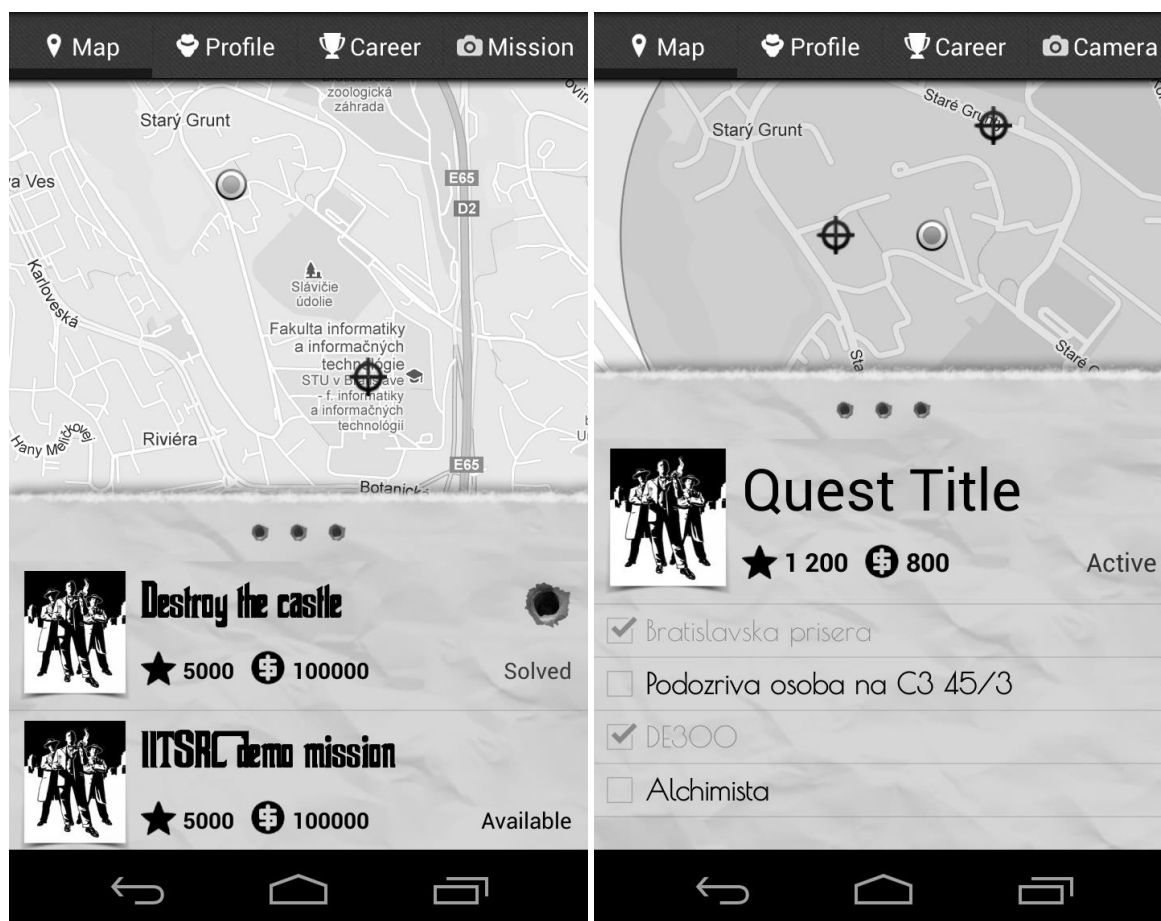 Map Profile Career Mission
zoologická
záhrada
Starý Grunt
a Ves
E65
D2
Karloveská
Slávičie
údolie
Fakulta informatiky
a informačných
technológie
STU v Bratislave
- f. informatiky
a informačných
technológií
Riviéra
E65
Botanická
Destroy the castle
5000 100000 Solved
IITSRC demo mission
5000 100000 Available
Map Profile Career Camera
Staré Grunty
Starý Grunt
Sta
Staré G
Quest Title
1 200 800 Active
Bratislavska prisera
Podozriva osoba na C3 45/3
DE300
Alchimista